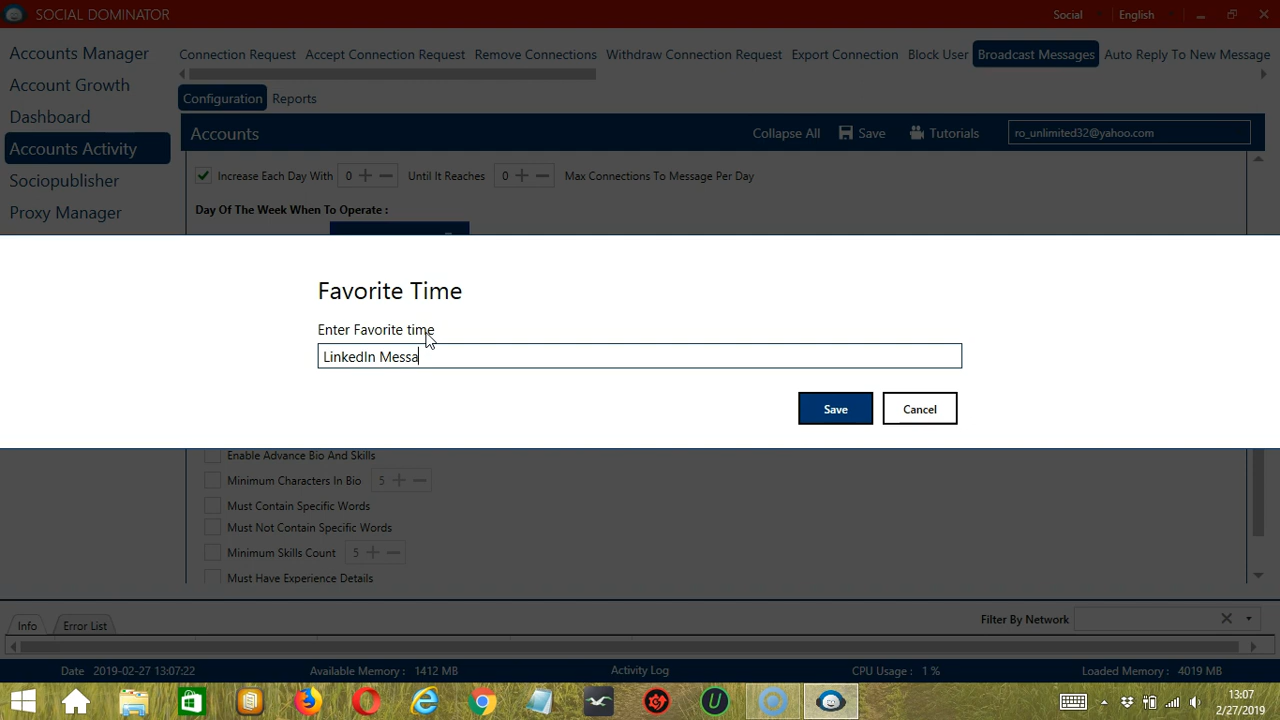 SOCIAL DOMINATOR Social English
Accounts Manager
Account Growth
Dashboard
Accounts Activity
Sociopublisher
Proxy Manager
Connection Request Accept Connection Request Remove Connections Withdraw Connection Request Export Connection Block User Broadcast Messages Auto Reply To New Message
Configuration Reports
Accounts Collapse All Save Tutorials ro_unlimited32@yahoo.com
Increase Each Day With 0 Until It Reaches 0 Max Connections To Message Per Day
Day Of The Week When To Operate :
Favorite Time
Enter Favorite time
LinkedIn Messa
Save Cancel
Enable Advance Bio And Skills
Minimum Characters In Bio 5
Must Contain Specific Words
Must Not Contain Specific Words
Minimum Skills Count 5
Must Have Experience Details
Info Error List Filter By Network
Date 2019-02-27 13:07:22 Available Memory : 1412 MB Activity Log CPU Usage : 1 % Loaded Memory : 4019 MB
13:07
2/27/2019